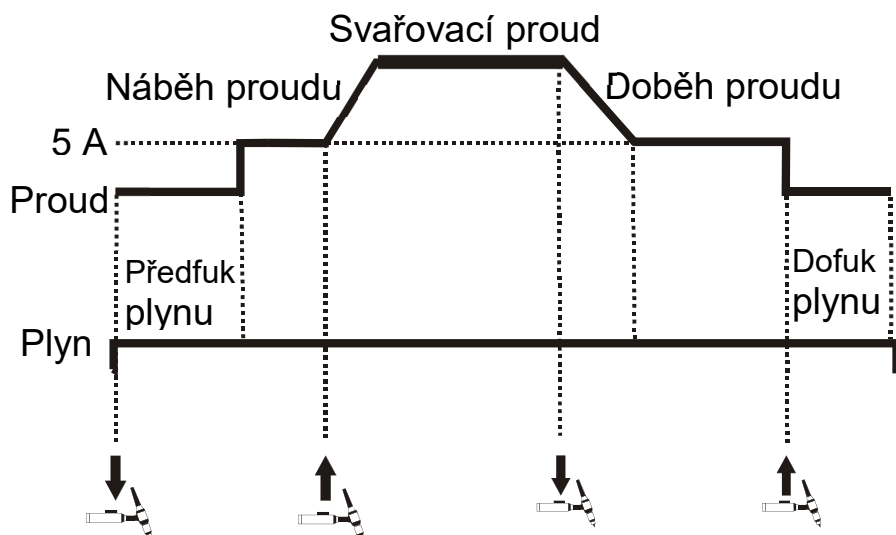 Svařovací proud
Náběh proudu
Doběh proudu
5 A
Proud
Předfuk
plynu
Dofuk
plynu
Plyn